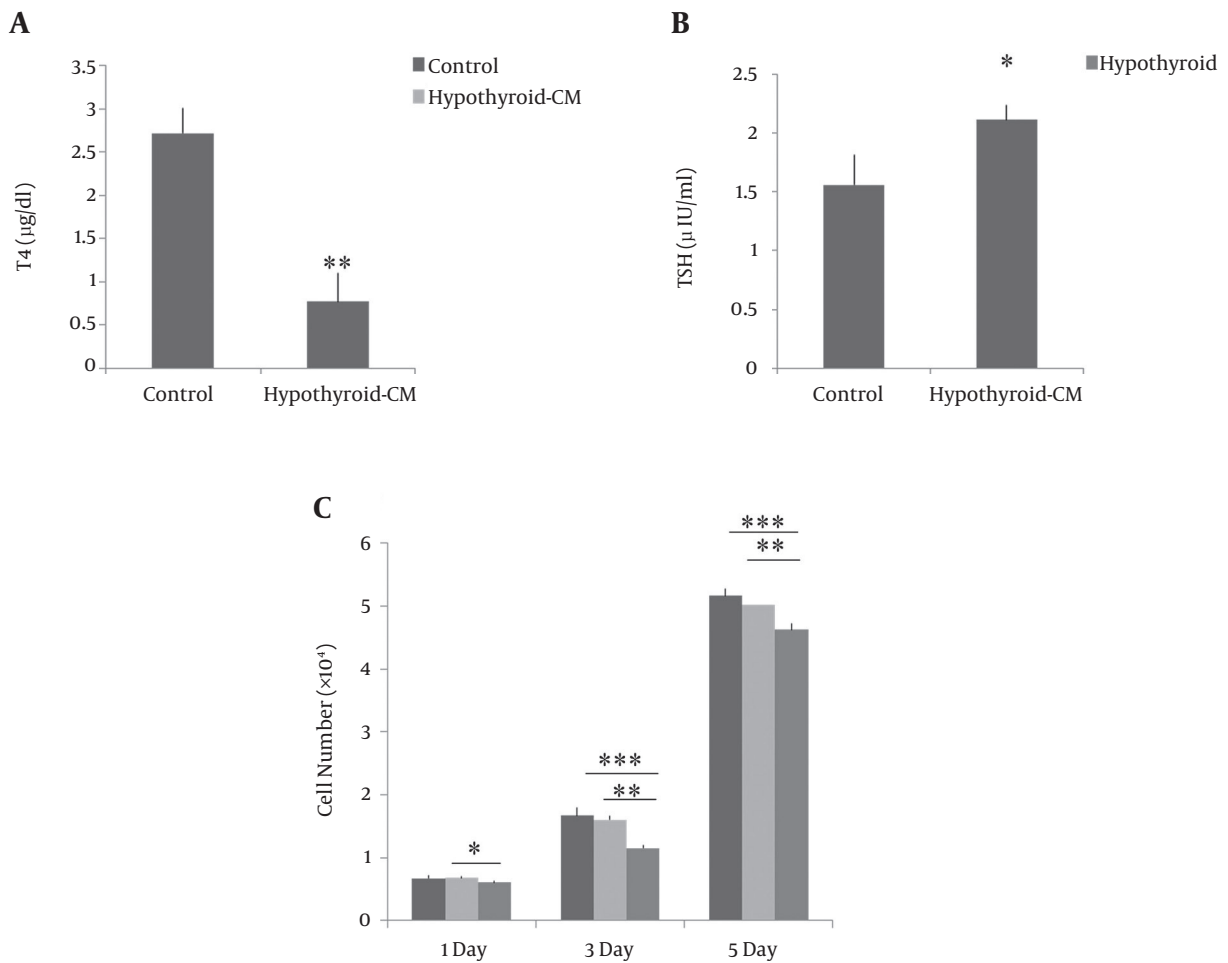 A
T4 (µg/dl)
3.5
3
2.5
2
1.5
1
0.5
0
**
Control
Hypothyroid-CM
Control
Hypothyroid-CM
B
TSH (µ IU/ml)
2.5
2
1.5
1
0.5
0
*
Control
Hypothyroid-CM
Hypothyroid
C
Cell Number (×10⁴)
6
5
4
3
2
1
0
*
***
**
***
**
1 Day
3 Day
5 Day